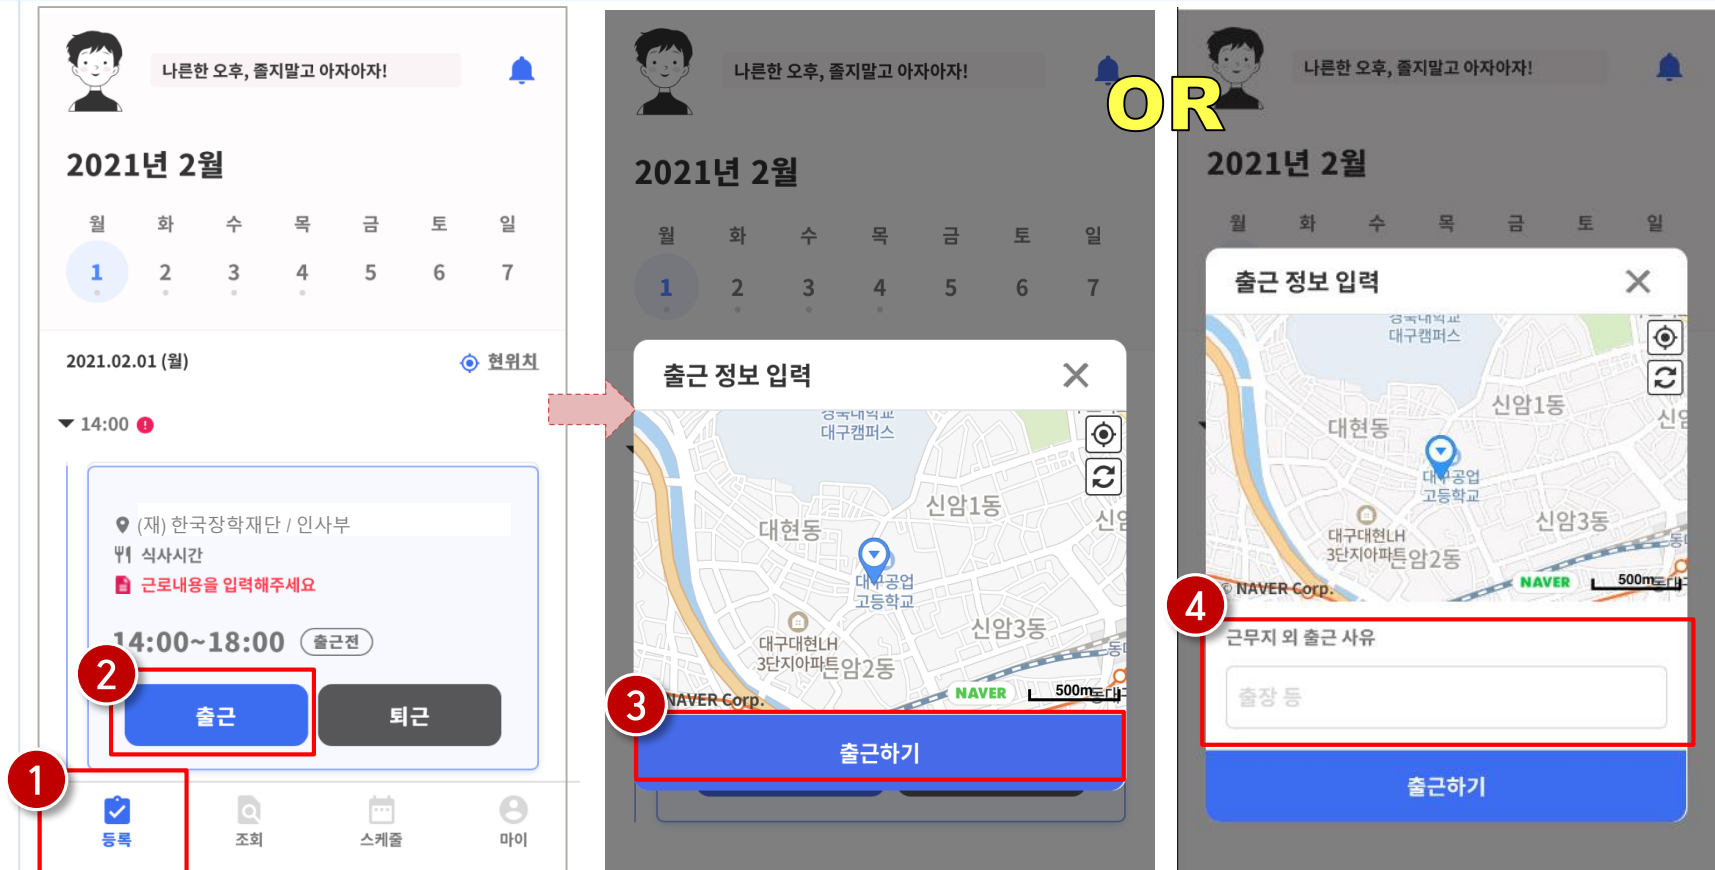 나른한 오후, 졸지말고 아자아자!
2021년 2월
월 화 수 목 금 토 일
1 2 3 4 5 6 7
2021.02.01 (월)
현위치
14:00
(재) 한국장학재단 / 인사부
식사시간
근로내용을 입력해주세요
14:00~18:00 출근전
2
출근 퇴근
1
등록 조회 스케줄 마이
나른한 오후, 졸지말고 아자아자!
2021년 2월
월 화 수 목 금 토 일
1 2 3 4 5 6 7
출근 정보 입력
경북대학교
대구캠퍼스
신암1동
대현동
대구공업
고등학교
신암3동
대구대현LH
3단지아파트
암2동
NAVER Corp.
NAVER
500m
3
출근하기
OR
나른한 오후, 졸지말고 아자아자!
2021년 2월
월 화 수 목 금 토 일
출근 정보 입력
경북대학교
대구캠퍼스
신암1동
대현동
대구공업
고등학교
신암3동
대구대현LH
3단지아파트
암2동
© NAVER Corp.
NAVER
500m
4
근무지 외 출근 사유
출장 등
출근하기